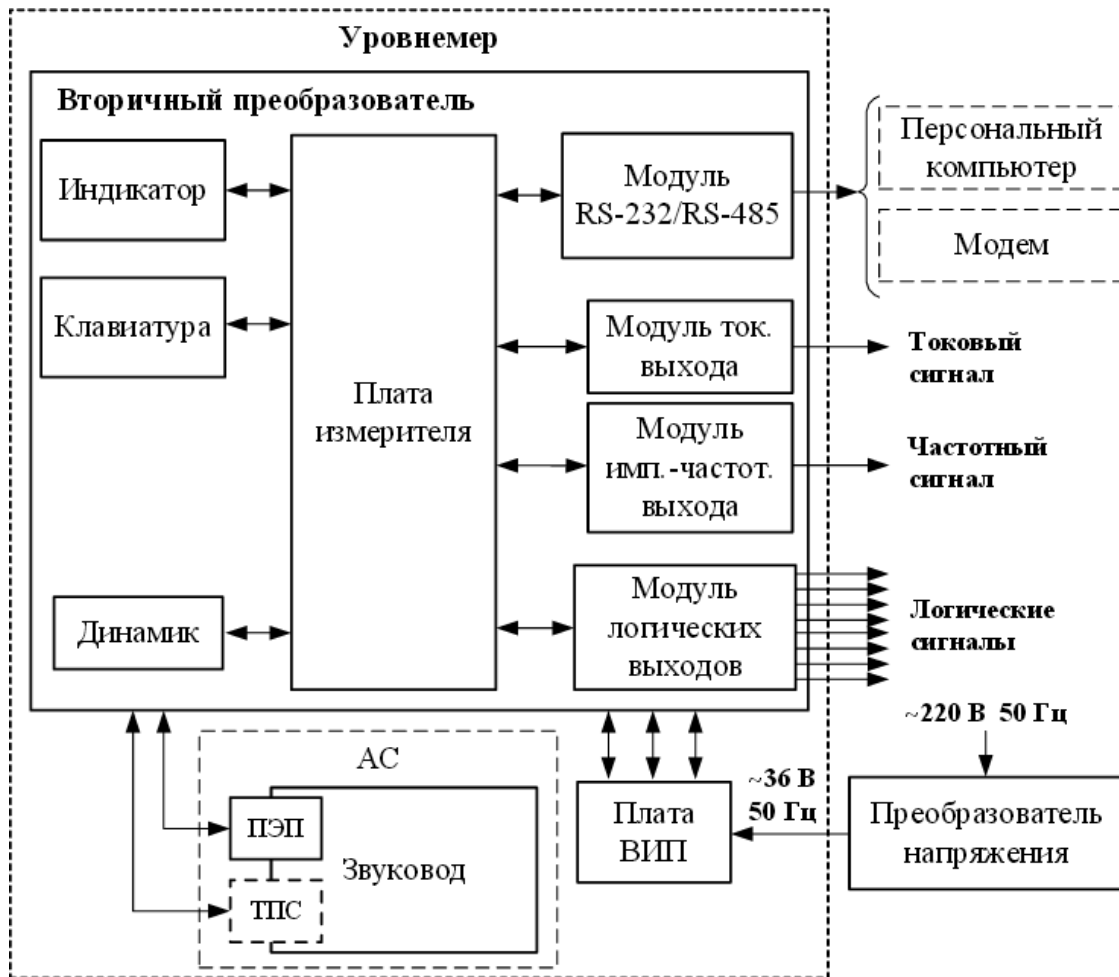 Уровнемер
Вторичный преобразователь
Индикатор
Клавиатура
Динамик
Плата
измерителя
Модуль
RS-232/RS-485
Модуль ток.
выхода
Модуль
имп.-частот.
выхода
Модуль
логических
выходов
Персональный
компьютер
Модем
Токовый
сигнал
Частотный
сигнал
Логические
сигналы
~220 В 50 Гц
АС
ПЭП
Звуковод
ТПС
Плата
ВИП
~36 В
50 Гц
Преобразователь
напряжения